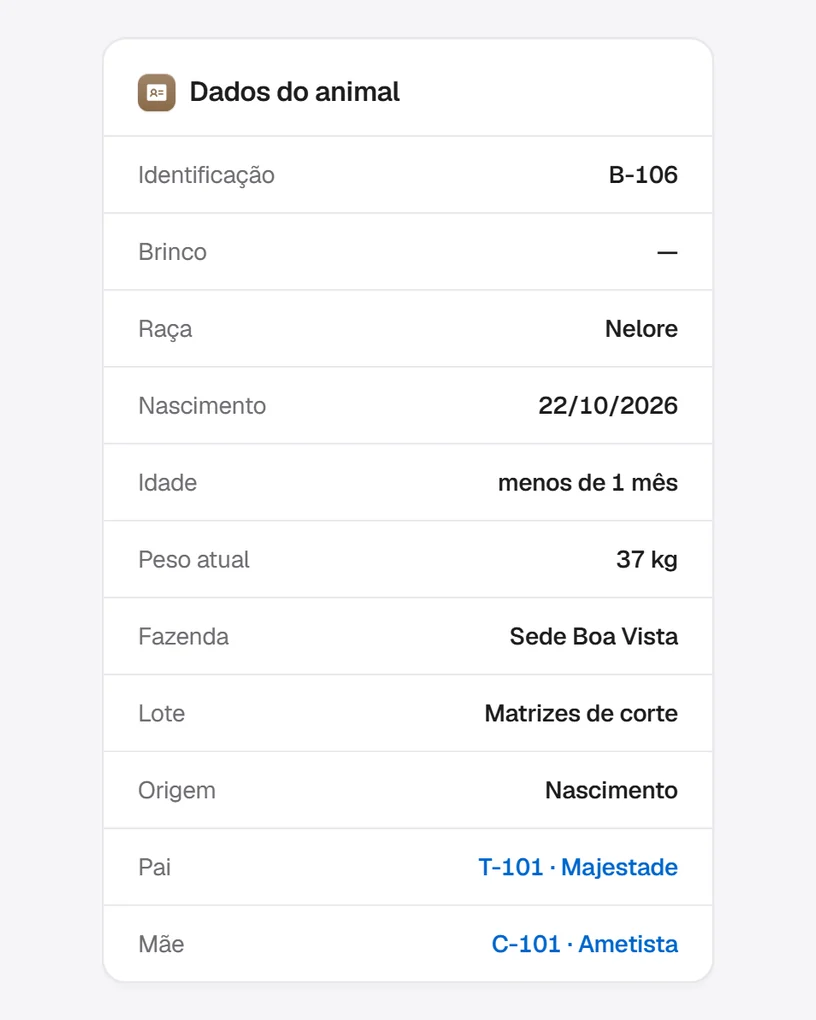 Dados do animal
Identificação B-106
Brinco —
Raça Nelore
Nascimento 22/10/2026
Idade menos de 1 mês
Peso atual 37 kg
Fazenda Sede Boa Vista
Lote Matrizes de corte
Origem Nascimento
Pai T-101 · Majestade
Mãe C-101 · Ametista